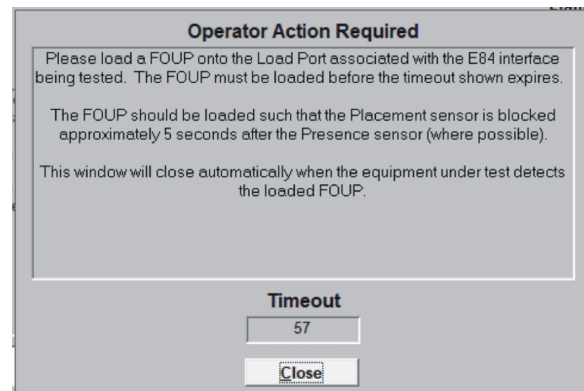 Operator Action Required
Please load a FOUP onto the Load Port associated with the E84 interface
being tested. The FOUP must be loaded before the timeout shown expires.
The FOUP should be loaded such that the Placement sensor is blocked
approximately 5 seconds after the Presence sensor (where possible).
This window will close automatically when the equipment under test detects
the loaded FOUP.
Timeout
57
Close